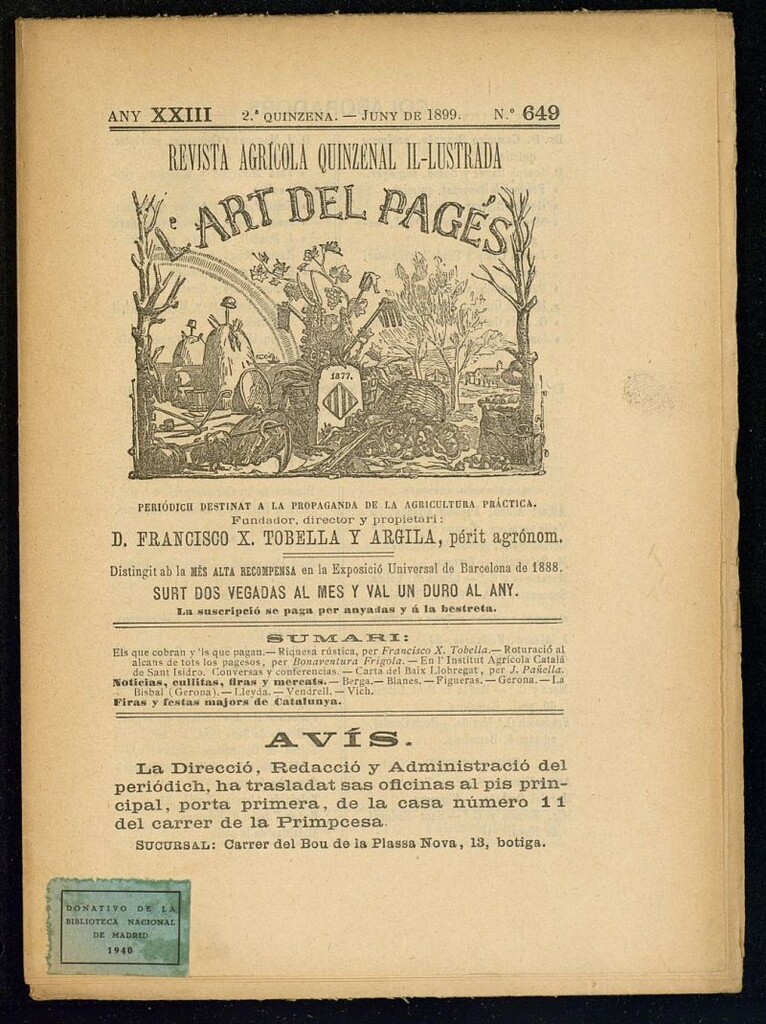 ANY XXIII 2.ª QUINZENA. — JUNY DE 1899. N.º 649
REVISTA AGRÍCOLA QUINZENAL IL-LUSTRADA
L'ART DEL PAGÉS
1877.
PERIÓDICH DESTINAT A LA PROPAGANDA DE LA AGRICULTURA PRÁCTICA.
Fundador, director y propietari:
D. FRANCISCO X. TOBELLA Y ARGILA, périt agrónom.
Distingit ab la MÉS ALTA RECOMPENSA en la Exposició Universal de Barcelona de 1888.
SURT DOS VEGADAS AL MES Y VAL UN DURO AL ANY.
La suscripció se paga per anyadas y á la bestreta.
SUMARI:
Els que cobran y 'ls que pagan.— Riquesa rústica, per Francisco X. Tobella.— Roturació al
alcans de tots los pagesos, per Bonaventura Frigola. — En l' Institut Agrícola Catalá
de Sant Isidro. Conversas y conferencias. — Carta del Baix Llobregat, per J. Pañella.
Noticias, cullitas, firas y mercats. — Berga.— Blanes. — Figueras. — Gerona. — La
Bisbal (Gerona). — Lleyda. — Vendrell. — Vich.
Firas y festas majors de Catalunya.
AVÍS.
La Direcció, Redacció y Administració del
periódich, ha trasladat sas oficinas al pis prin-
cipal, porta primera, de la casa número 11
del carrer de la Primpcesa.
SUCURSAL: Carrer del Bou de la Plassa Nova, 13, botiga.
DONATIVO DE LA
BIBLIOTECA NACIONAL
DE MADRID
1940